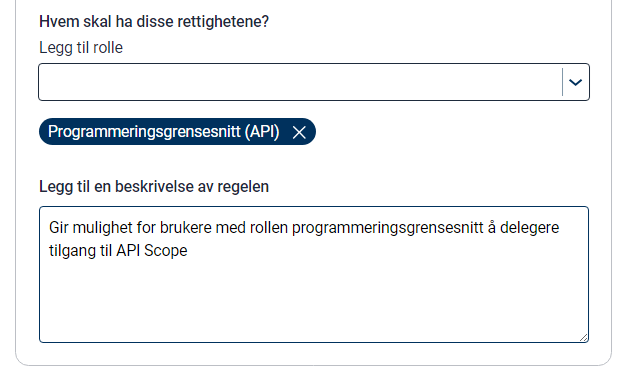 Hvem skal ha disse rettighetene?
Legg til rolle
Programmeringsgrensesnitt (API)
Legg til en beskrivelse av regelen
Gir mulighet for brukere med rollen programmeringsgrensesnitt å delegere
tilgang til API Scope